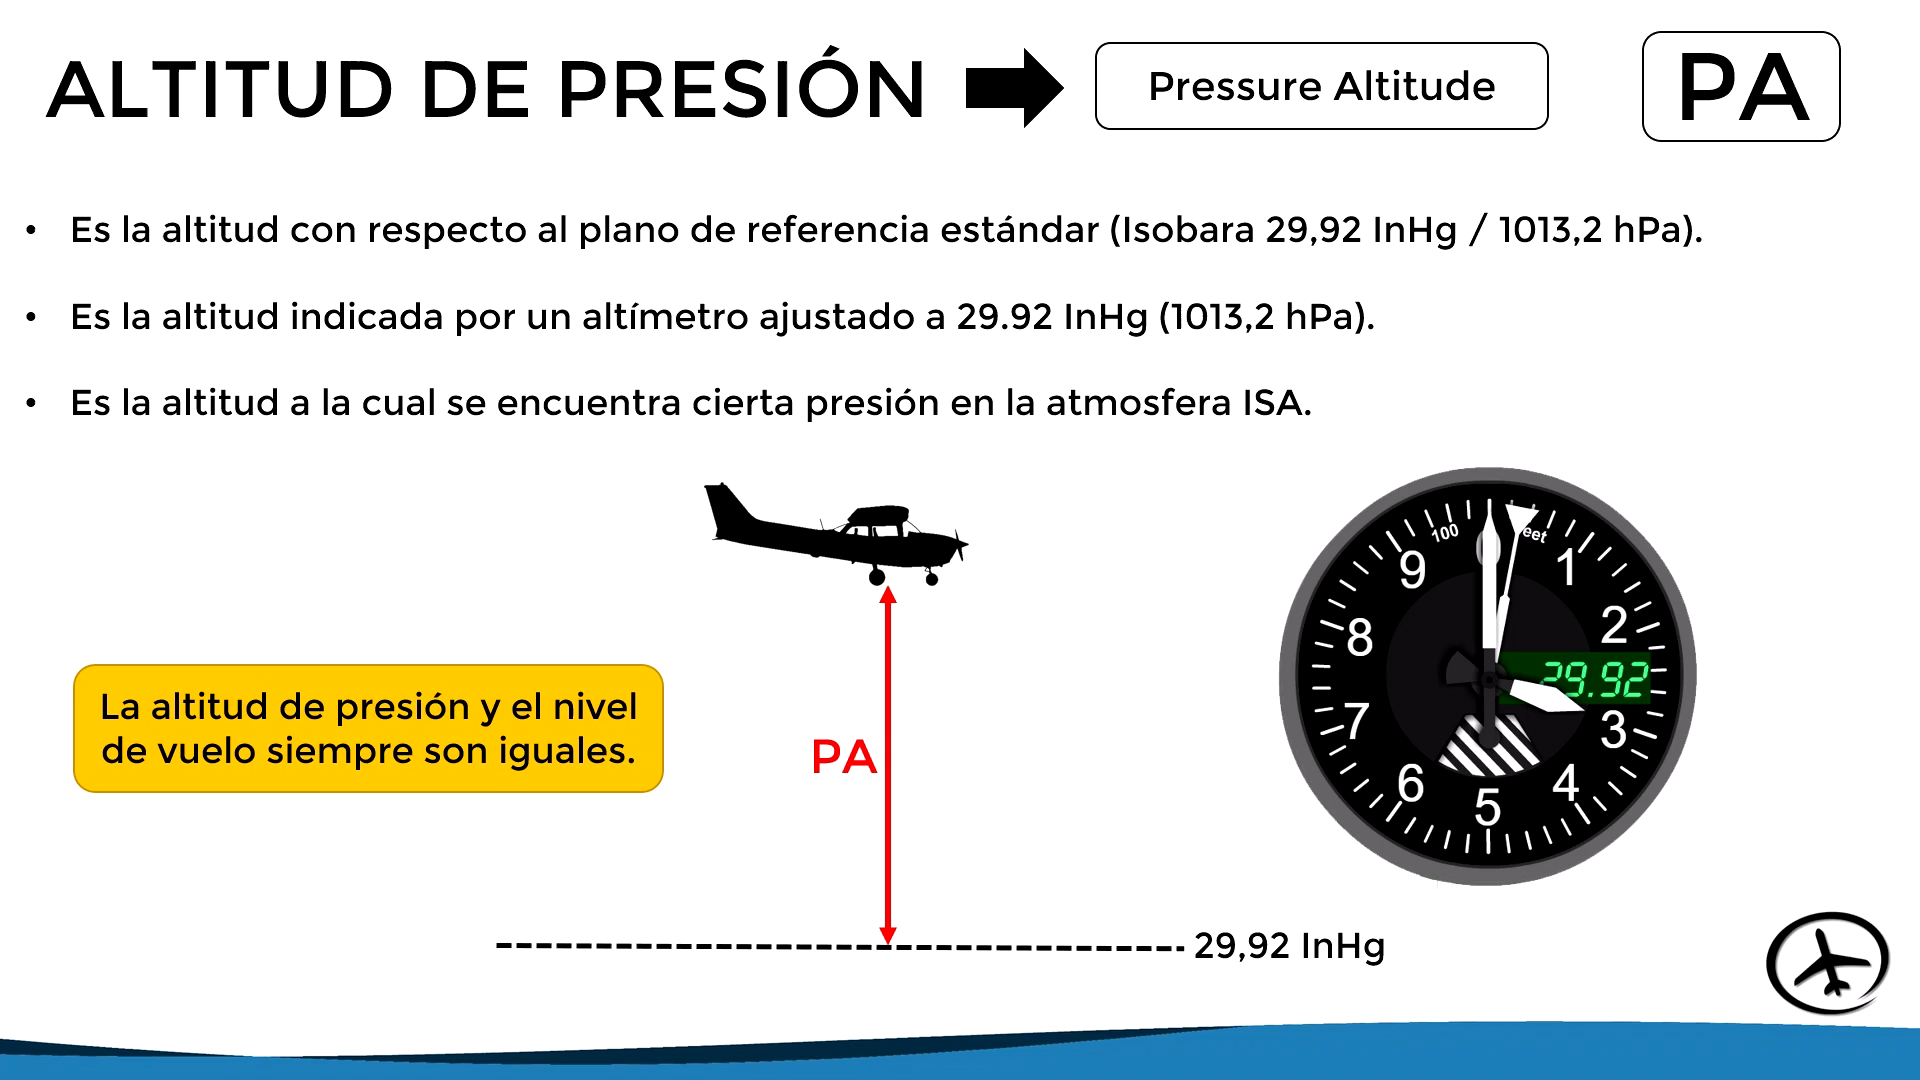 ALTITUD DE PRESIÓN
Pressure Altitude
PA
• Es la altitud con respecto al plano de referencia estándar (Isobara 29,92 InHg / 1013,2 hPa).
• Es la altitud indicada por un altímetro ajustado a 29.92 InHg (1013,2 hPa).
• Es la altitud a la cual se encuentra cierta presión en la atmosfera ISA.
La altitud de presión y el nivel
de vuelo siempre son iguales.
PA
29,92 InHg
100
eet
9
1
8
2
29.92
7
3
6
4
5